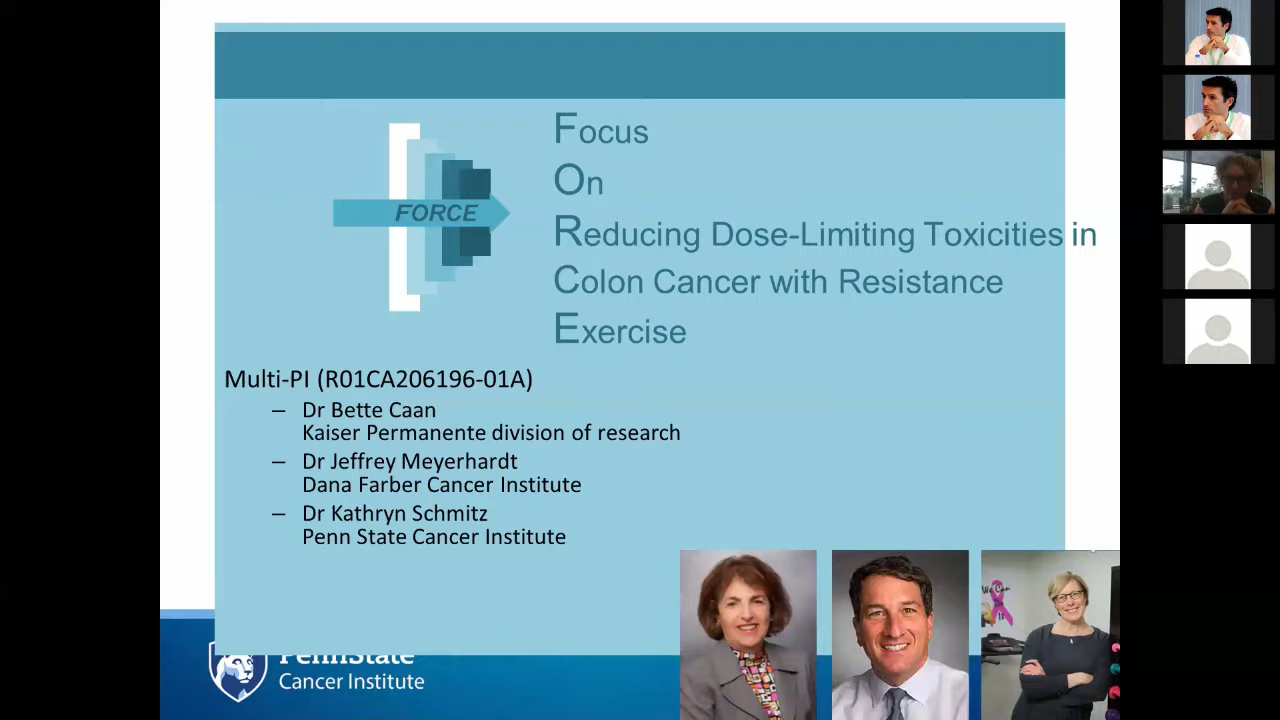 FORCE
Focus
On
Reducing Dose-Limiting Toxicities in
Colon Cancer with Resistance
Exercise
Multi-PI (R01CA206196-01A)
– Dr Bette Caan
Kaiser Permanente division of research
– Dr Jeffrey Meyerhardt
Dana Farber Cancer Institute
– Dr Kathryn Schmitz
Penn State Cancer Institute
We Can
PennState
Cancer Institute